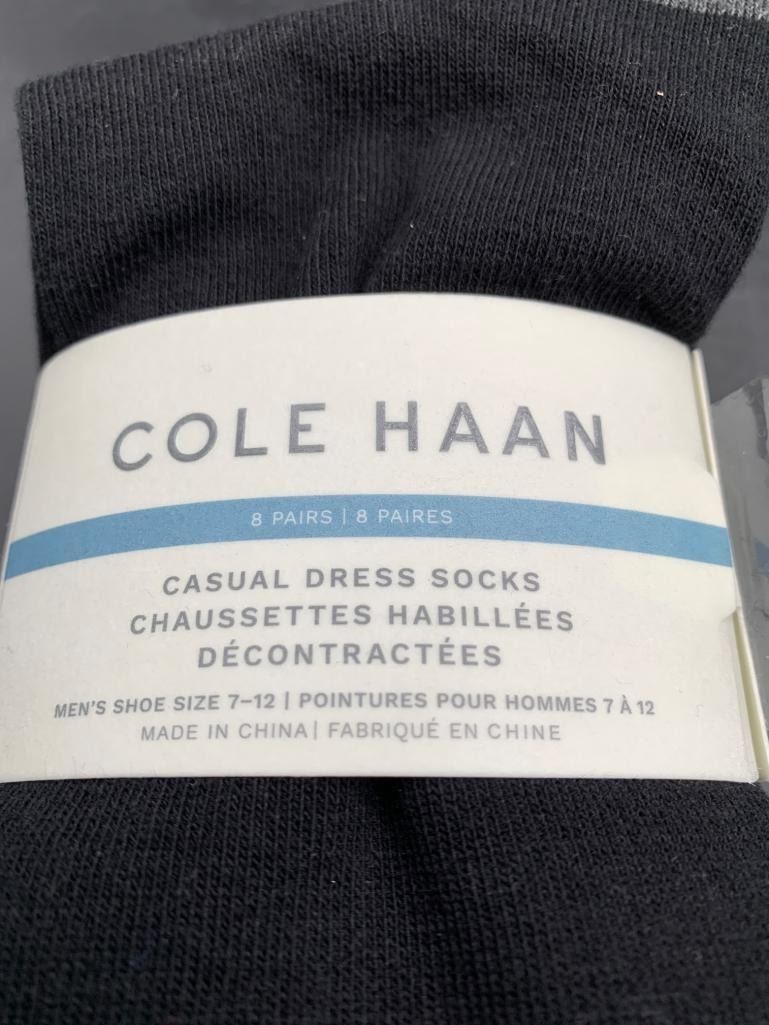 COLE HAAN
8 PAIRS | 8 PAIRES
CASUAL DRESS SOCKS
CHAUSSETTES HABILLÉES
DÉCONTRACTÉES
MEN'S SHOE SIZE 7–12 | POINTURES POUR HOMMES 7 À 12
MADE IN CHINA | FABRIQUÉ EN CHINE